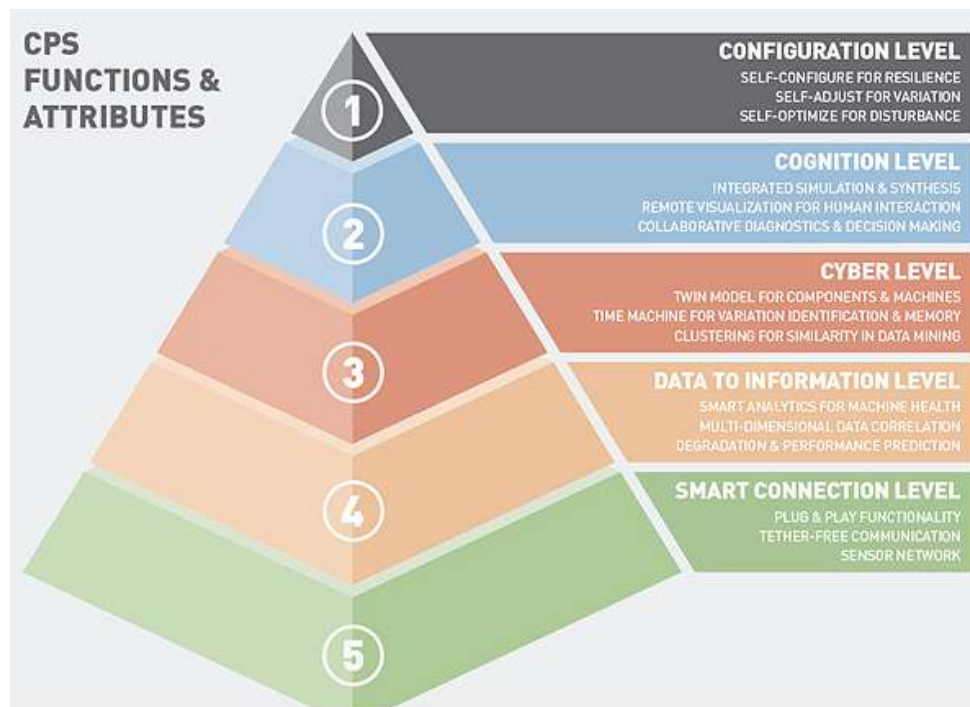 CPS
FUNCTIONS &
ATTRIBUTES
1
CONFIGURATION LEVEL
SELF-CONFIGURE FOR RESILIENCE
SELF-ADJUST FOR VARIATION
SELF-OPTIMIZE FOR DISTURBANCE
2
COGNITION LEVEL
INTEGRATED SIMULATION & SYNTHESIS
REMOTE VISUALIZATION FOR HUMAN INTERACTION
COLLABORATIVE DIAGNOSTICS & DECISION MAKING
3
CYBER LEVEL
TWIN MODEL FOR COMPONENTS & MACHINES
TIME MACHINE FOR VARIATION IDENTIFICATION & MEMORY
CLUSTERING FOR SIMILARITY IN DATA MINING
4
DATA TO INFORMATION LEVEL
SMART ANALYTICS FOR MACHINE HEALTH
MULTI-DIMENSIONAL DATA CORRELATION
DEGRADATION & PERFORMANCE PREDICTION
5
SMART CONNECTION LEVEL
PLUG & PLAY FUNCTIONALITY
TETHER-FREE COMMUNICATION
SENSOR NETWORK